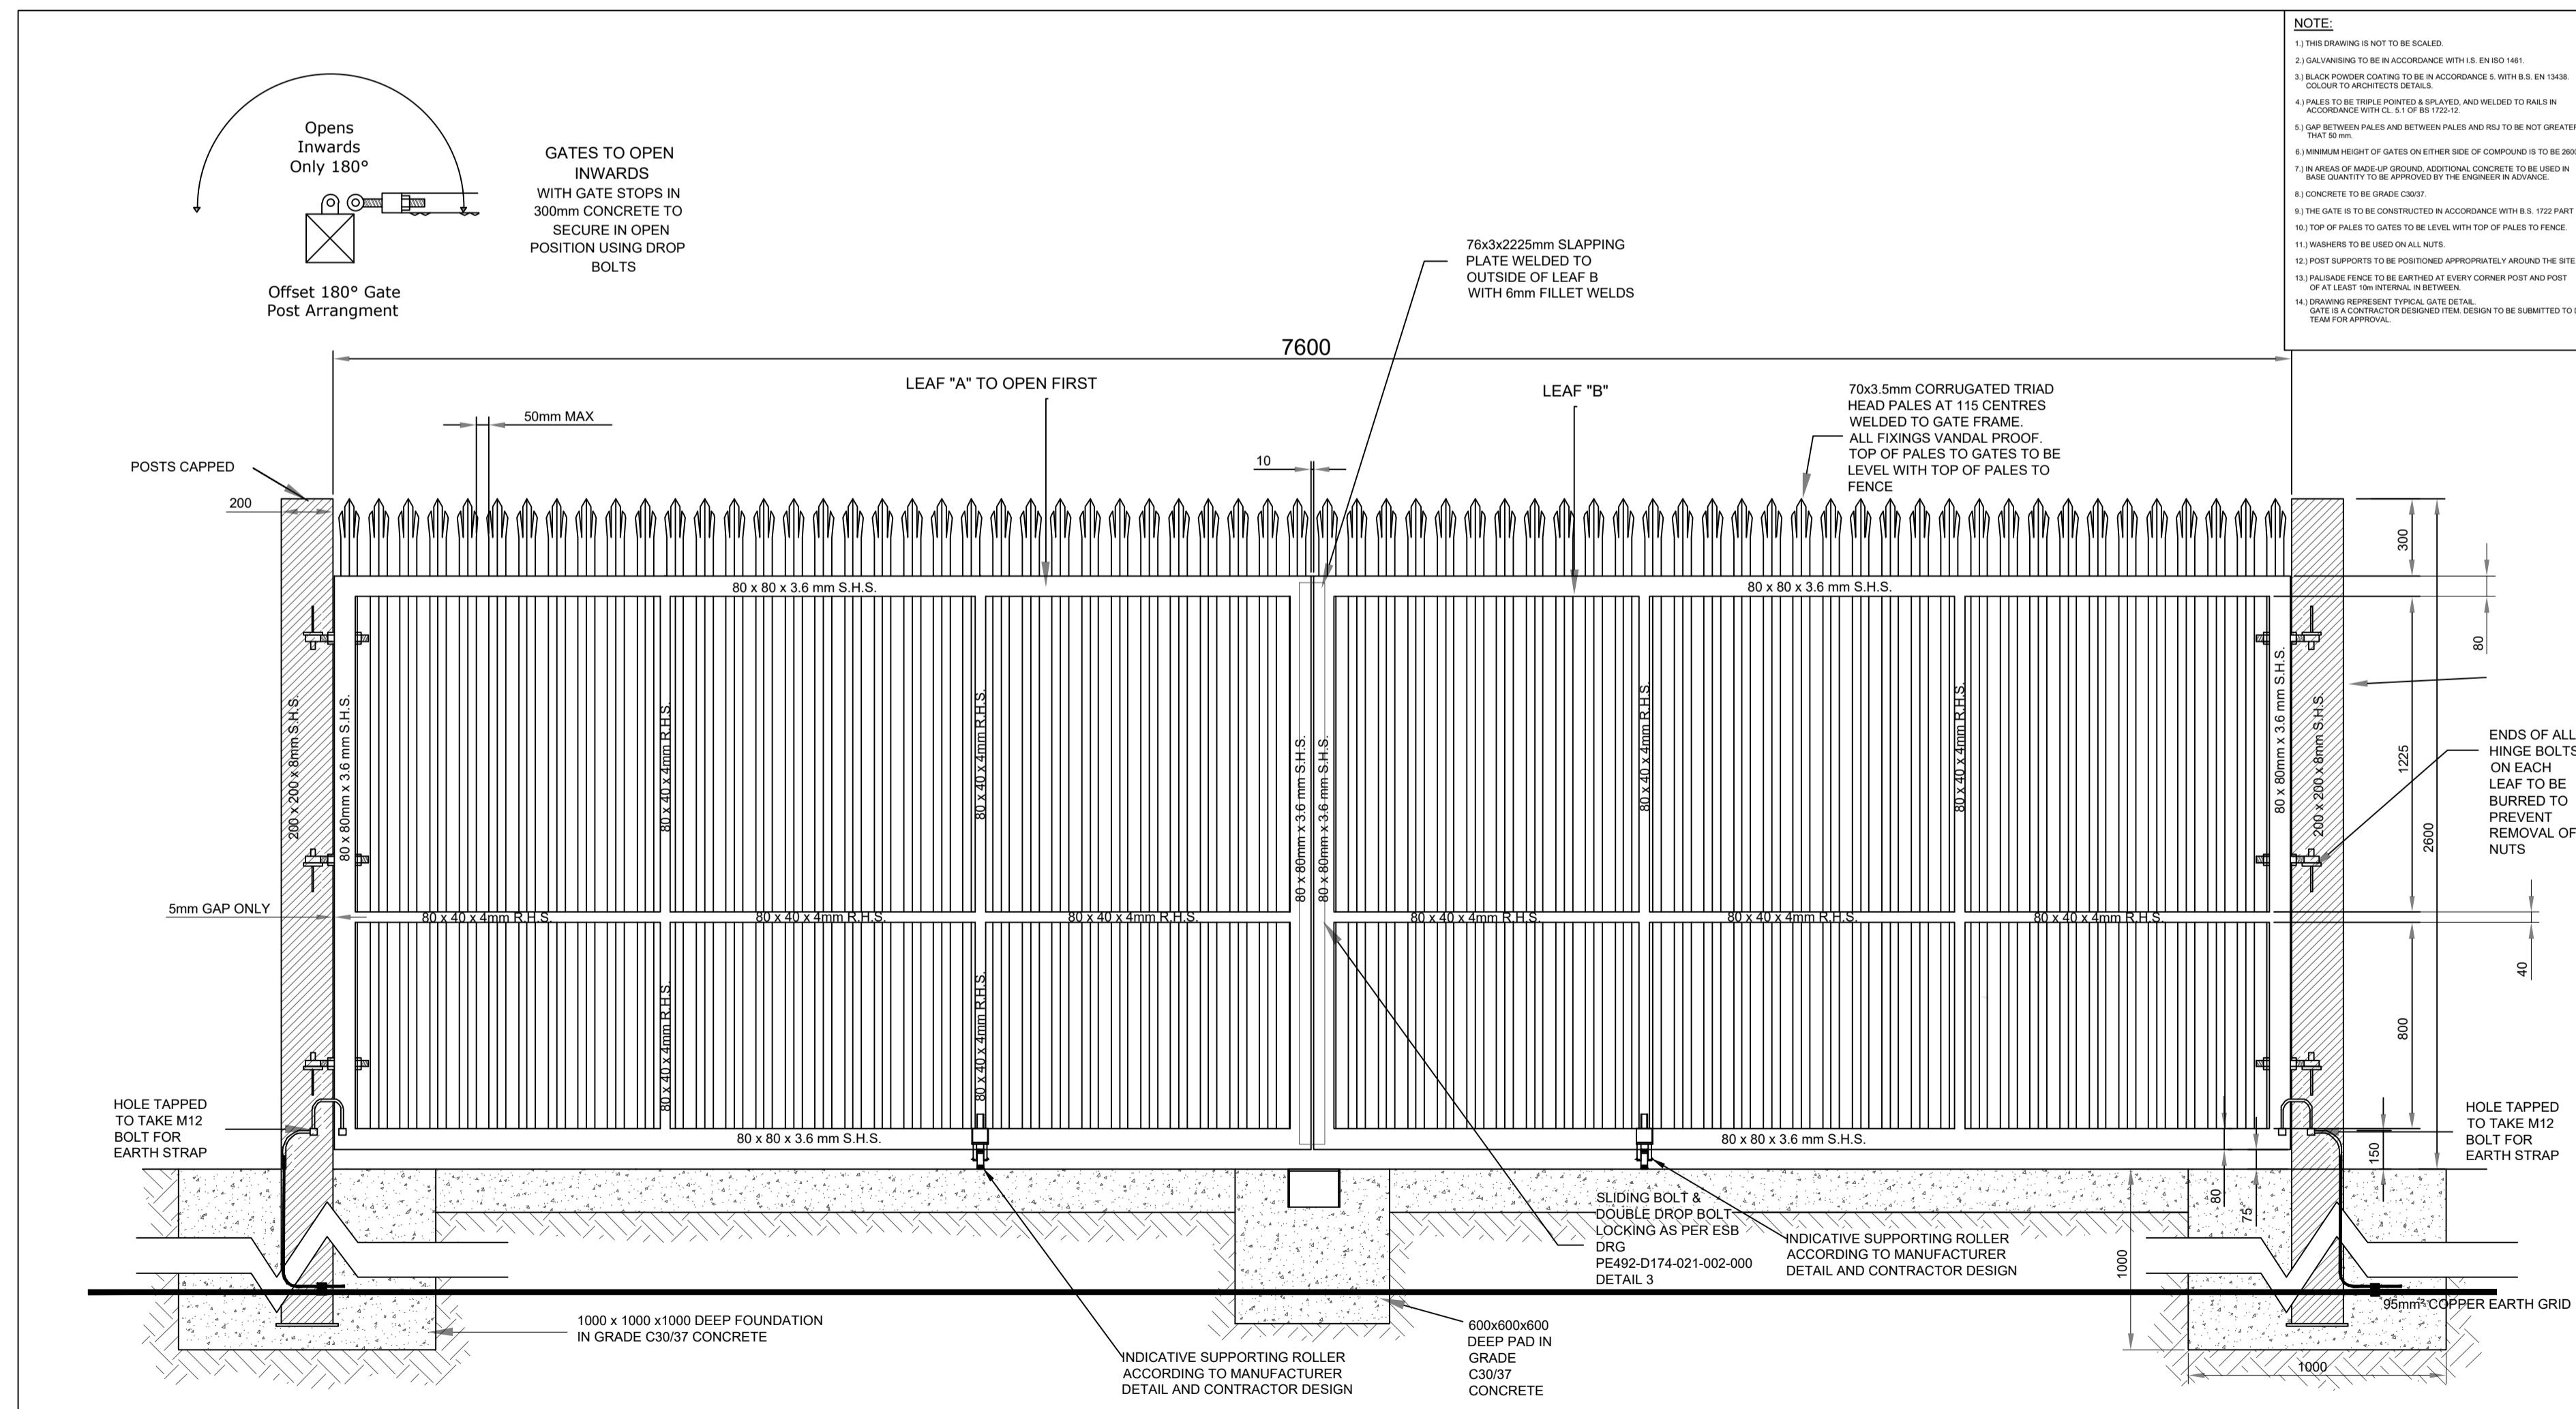 NOTE:
1.) THIS DRAWING IS NOT TO BE SCALED.
2.) GALVANISING TO BE IN ACCORDANCE WITH I.S. EN ISO 1461.
3.) BLACK POWDER COATING TO BE IN ACCORDANCE 5. WITH B.S. EN 13438.
COLOUR TO ARCHITECTS DETAILS.
4.) PALES TO BE TRIPLE POINTED & SPLAYED, AND WELDED TO RAILS IN
ACCORDANCE WITH CL. 5.1 OF BS 1722-12.
5.) GAP BETWEEN PALES AND BETWEEN PALES AND RSJ TO BE NOT GREATER
THAT 50 mm.
6.) MINIMUM HEIGHT OF GATES ON EITHER SIDE OF COMPOUND IS TO BE 2600
7.) IN AREAS OF MADE-UP GROUND, ADDITIONAL CONCRETE TO BE USED IN
BASE QUANTITY TO BE APPROVED BY THE ENGINEER IN ADVANCE.
8.) CONCRETE TO BE GRADE C30/37.
9.) THE GATE IS TO BE CONSTRUCTED IN ACCORDANCE WITH B.S. 1722 PART
10.) TOP OF PALES TO GATES TO BE LEVEL WITH TOP OF PALES TO FENCE.
11.) WASHERS TO BE USED ON ALL NUTS.
12.) POST SUPPORTS TO BE POSITIONED APPROPRIATELY AROUND THE SITE
13.) PALISADE FENCE TO BE EARTHED AT EVERY CORNER POST AND POST
OF AT LEAST 10m INTERNAL IN BETWEEN.
14.) DRAWING REPRESENT TYPICAL GATE DETAIL.
GATE IS A CONTRACTOR DESIGNED ITEM. DESIGN TO BE SUBMITTED TO
TEAM FOR APPROVAL.
Opens
Inwards
Only 180°
Offset 180° Gate
Post Arrangment
GATES TO OPEN
INWARDS
WITH GATE STOPS IN
300mm CONCRETE TO
SECURE IN OPEN
POSITION USING DROP
BOLTS
76x3x2225mm SLAPPING
PLATE WELDED TO
OUTSIDE OF LEAF B
WITH 6mm FILLET WELDS
7600
LEAF "A" TO OPEN FIRST
LEAF "B"
70x3.5mm CORRUGATED TRIAD
HEAD PALES AT 115 CENTRES
WELDED TO GATE FRAME.
ALL FIXINGS VANDAL PROOF.
TOP OF PALES TO GATES TO BE
LEVEL WITH TOP OF PALES TO
FENCE
50mm MAX
POSTS CAPPED
200
10
300
80
80 x 80 x 3.6 mm S.H.S.
80 x 80 x 3.6 mm S.H.S.
200 x 200 x 8mm S.H.S.
80 x 80mm x 3.6 mm S.H.S.
80 x 40 x 4mm R.H.S.
80 x 40 x 4mm R.H.S.
80 x 80mm x 3.6 mm S.H.S.
80 x 80mm x 3.6 mm S.H.S.
80 x 40 x 4mm R.H.S.
80 x 40 x 4mm R.H.S.
80 x 80mm x 3.6 mm S.H.S.
200 x 200 x 8mm S.H.S.
1225
2600
ENDS OF ALL
HINGE BOLTS
ON EACH
LEAF TO BE
BURRED TO
PREVENT
REMOVAL OF
NUTS
5mm GAP ONLY
80 x 40 x 4mm R.H.S.
80 x 40 x 4mm R.H.S.
80 x 40 x 4mm R.H.S.
80 x 40 x 4mm R.H.S.
80 x 40 x 4mm R.H.S.
80 x 40 x 4mm R.H.S.
40
800
80 x 40 x 4mm R.H.S.
80 x 40 x 4mm R.H.S.
HOLE TAPPED
TO TAKE M12
BOLT FOR
EARTH STRAP
80 x 80 x 3.6 mm S.H.S.
80 x 80 x 3.6 mm S.H.S.
HOLE TAPPED
TO TAKE M12
BOLT FOR
EARTH STRAP
150
80
75
1000
SLIDING BOLT &
DOUBLE DROP BOLT
LOCKING AS PER ESB
DRG
PE492-D174-021-002-000
DETAIL 3
INDICATIVE SUPPORTING ROLLER
ACCORDING TO MANUFACTURER
DETAIL AND CONTRACTOR DESIGN
95mm² COPPER EARTH GRID
1000 x 1000 x1000 DEEP FOUNDATION
IN GRADE C30/37 CONCRETE
INDICATIVE SUPPORTING ROLLER
ACCORDING TO MANUFACTURER
DETAIL AND CONTRACTOR DESIGN
600x600x600
DEEP PAD IN
GRADE
C30/37
CONCRETE
1000